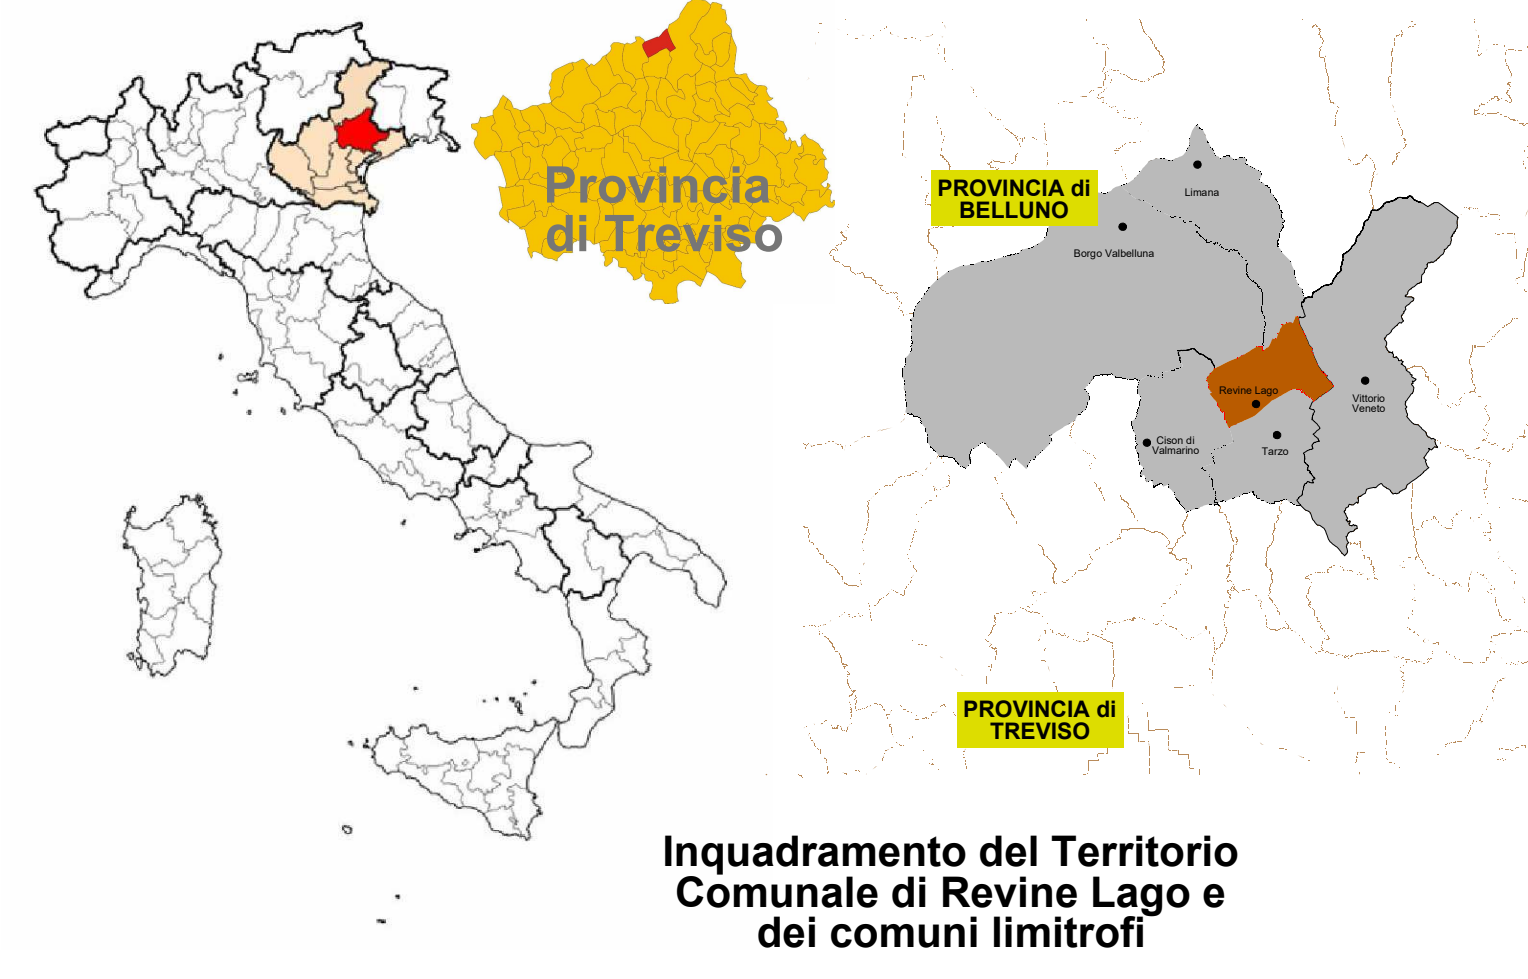 Provincia
di Treviso
PROVINCIA di
BELLUNO
Limana
Borgo Valbelluna
Revine Lago
Vittorio
Veneto
Cison di
Valmarino
Tarzo
PROVINCIA di
TREVISO
Inquadramento del Territorio
Comunale di Revine Lago e
dei comuni limitrofi